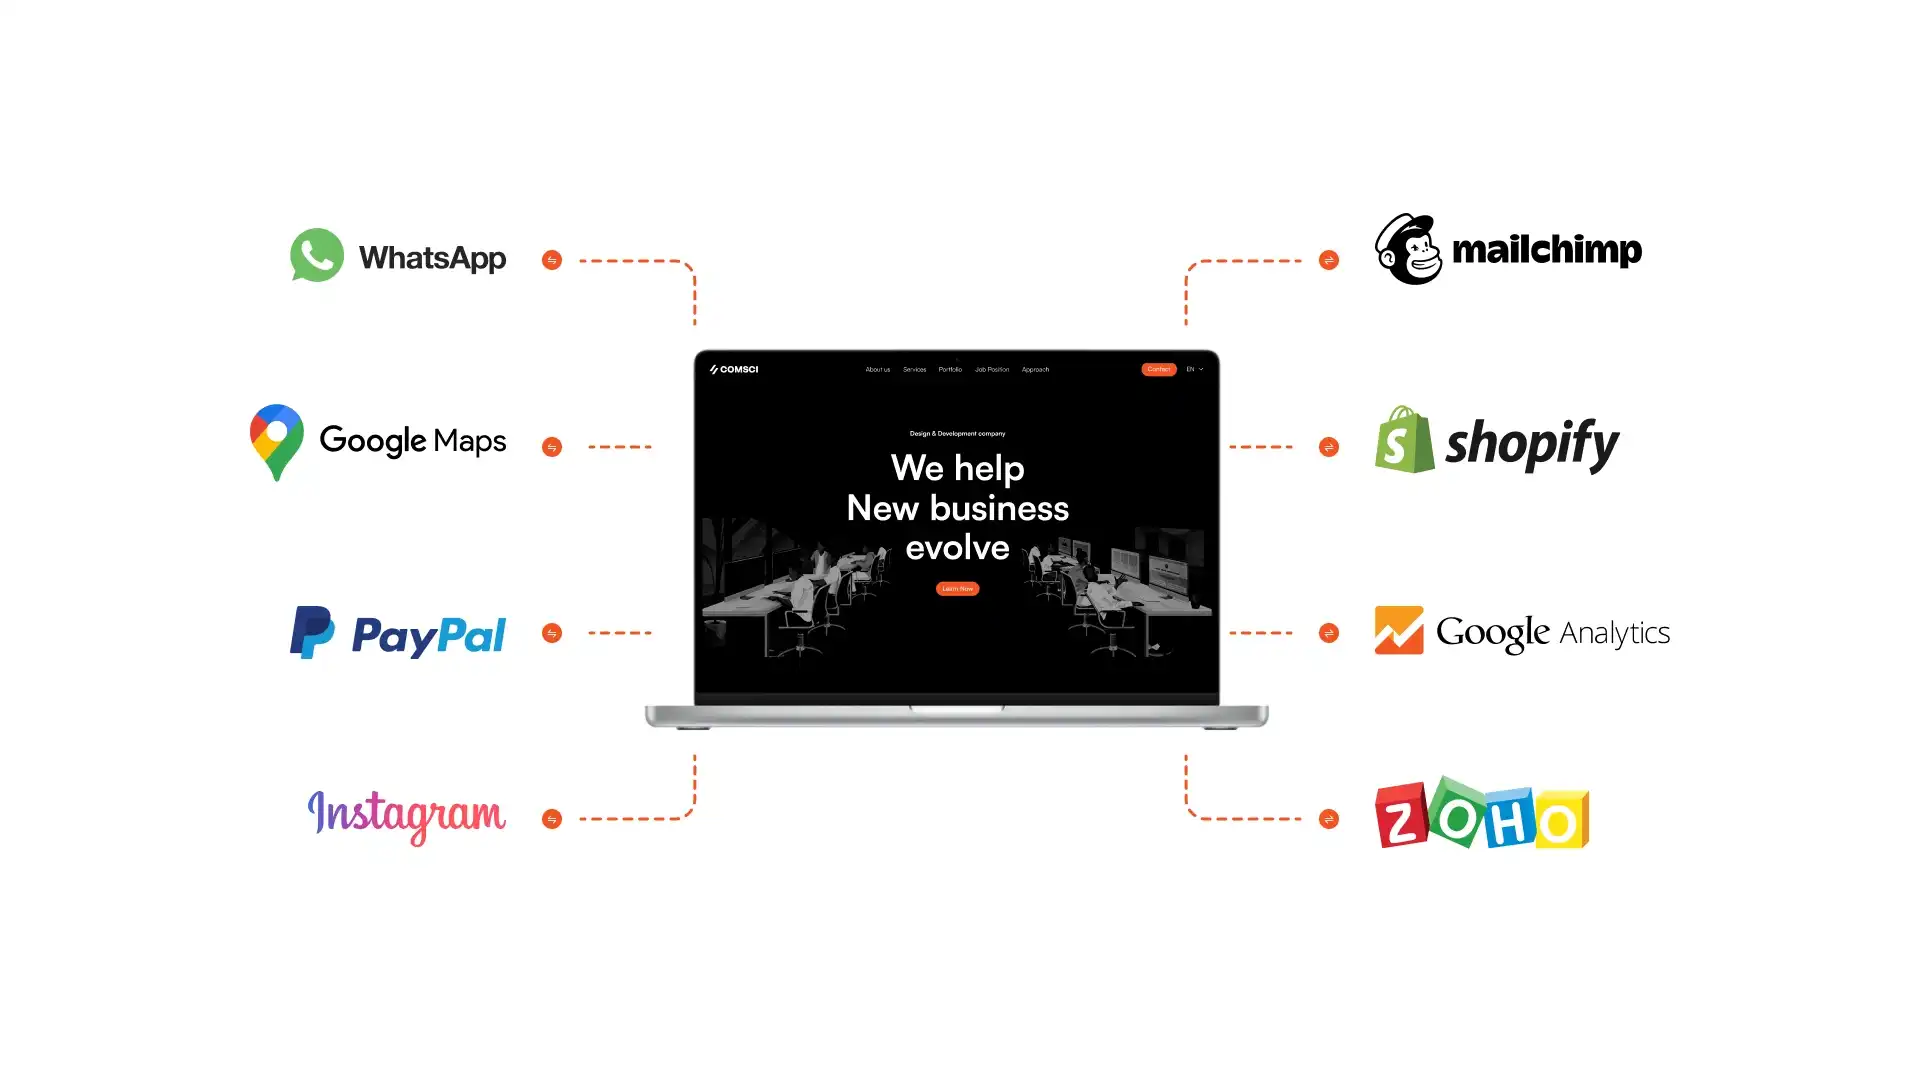 WhatsApp
Google Maps
PayPal
Instagram
COMSCI
About us
Services
Portfolio
Job Position
Approach
Contact
EN
Design & Development company
We help
New business
evolve
Learn Now
mailchimp
shopify
S
Google Analytics
ZOHO